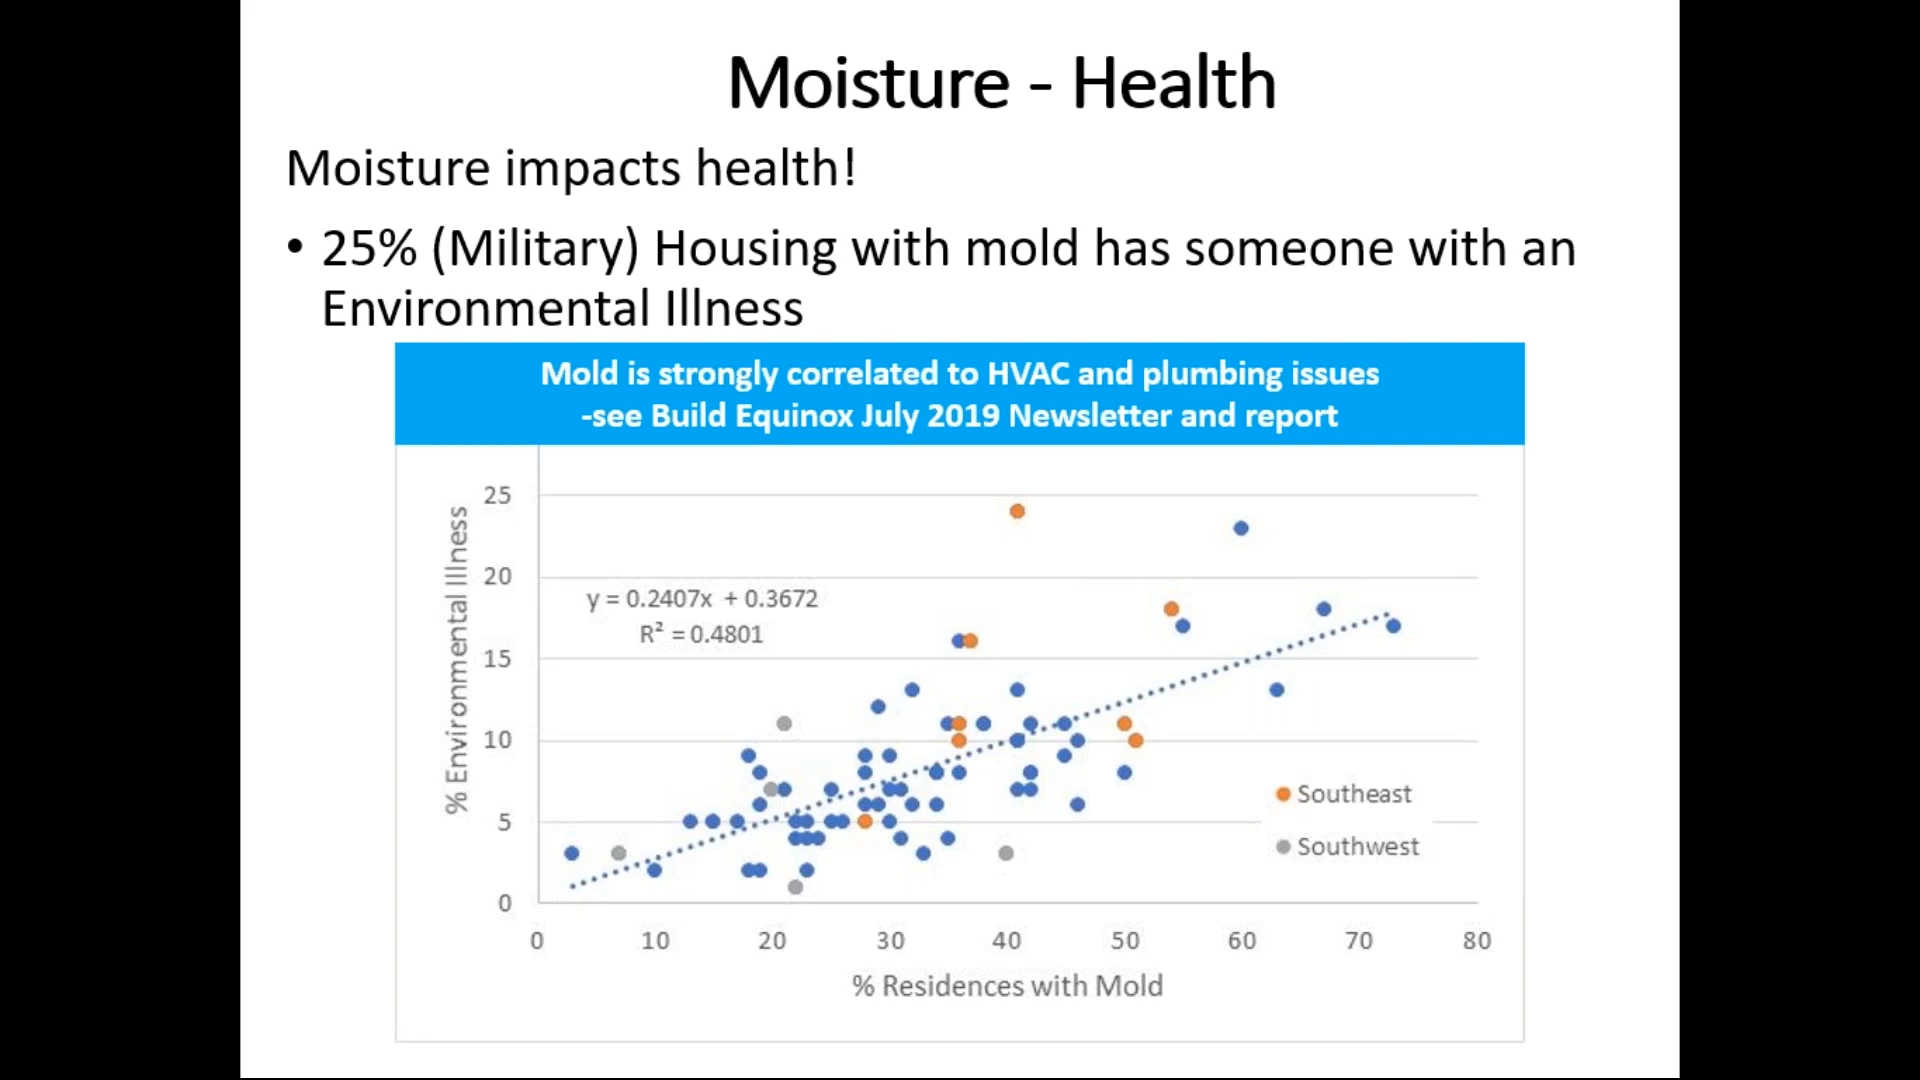 Moisture - Health
Moisture impacts health!
• 25% (Military) Housing with mold has someone with an
Environmental Illness
Mold is strongly correlated to HVAC and plumbing issues
-see Build Equinox July 2019 Newsletter and report
% Environmental Illness
25
20
15
10
5
0
y = 0.2407x + 0.3672
R² = 0.4801
Southeast
Southwest
0 10 20 30 40 50 60 70 80
% Residences with Mold